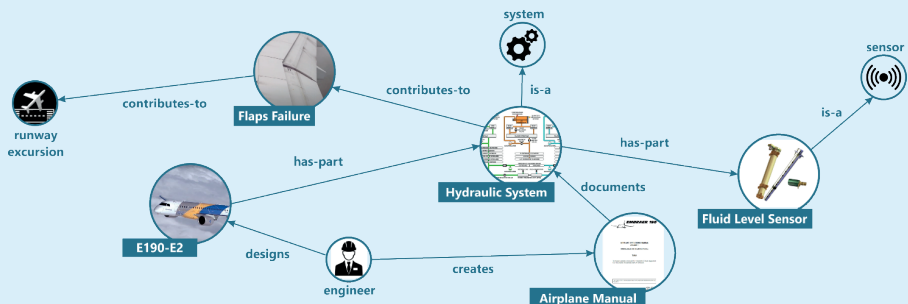 system
sensor
contributes-to
contributes-to
is-a
is-a
Flaps Failure
runway
excursion
has-part
has-part
Hydraulic System
documents
Fluid Level Sensor
E190-E2
designs
creates
engineer
Airplane Manual